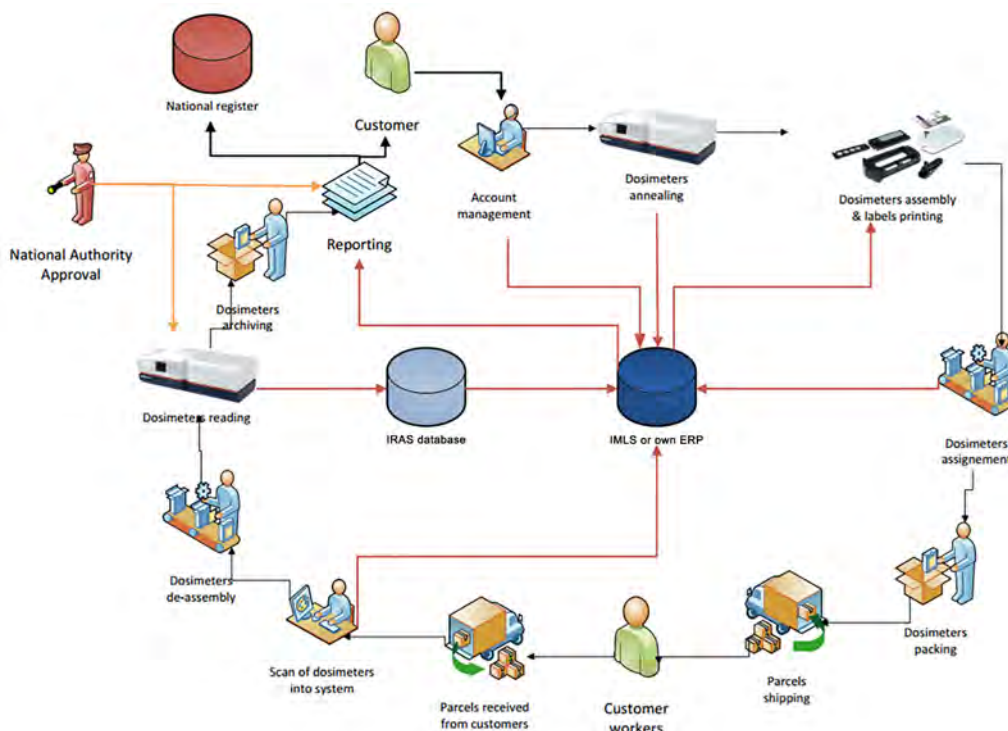 National register
Customer
Account
management
Dosimeters
annealing
Dosimeters assembly
& labels printing
National Authority
Approval
Reporting
Dosimeters
archiving
Dosimeters reading
IRAS database
IMLS or own ERP
Dosimeters
assignement
Dosimeters
de-assembly
Scan of dosimeters
into system
Parcels received
from customers
Customer
workers
Parcels
shipping
Dosimeters
packing